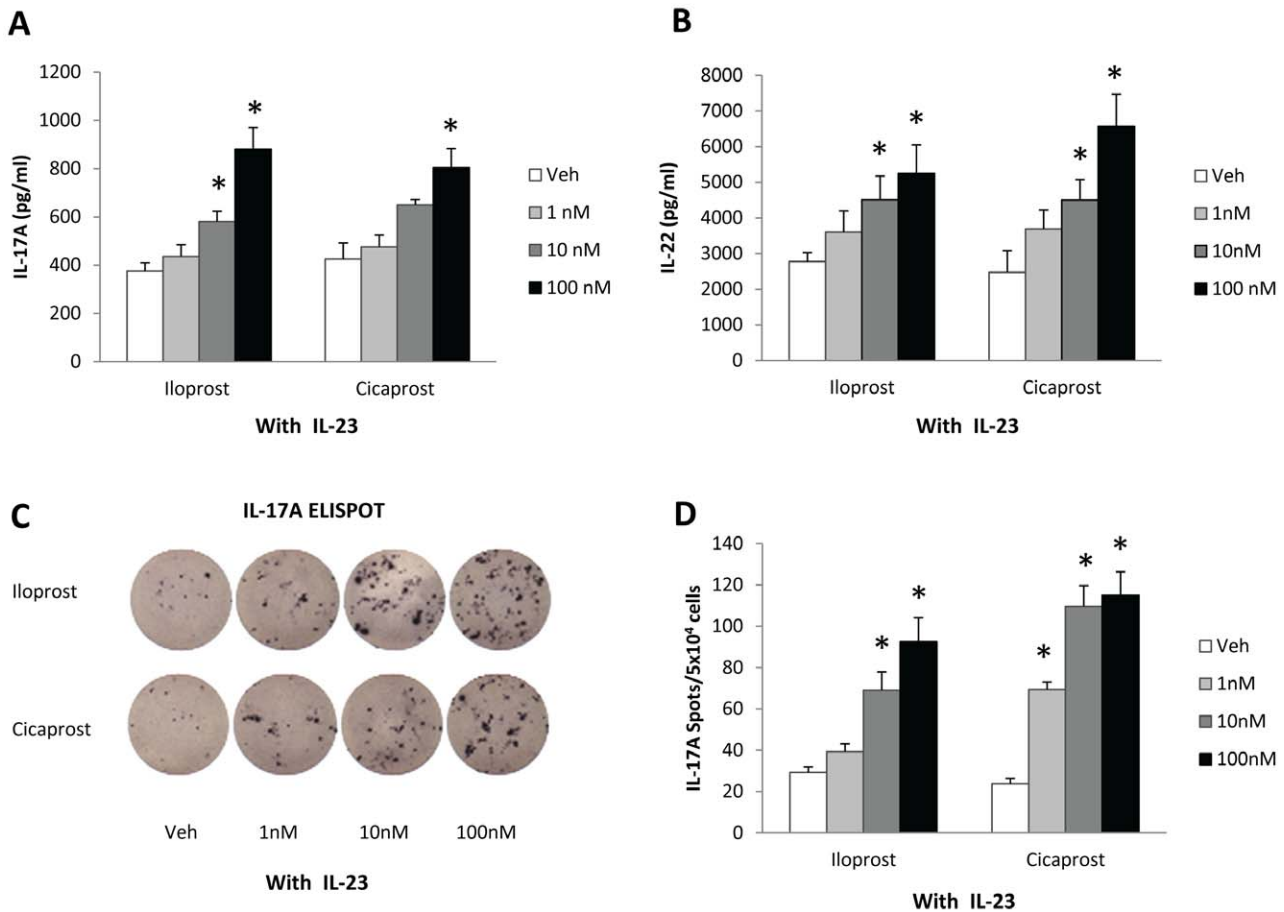 A
1200
1000
800
600
400
200
0
IL-17A (pg/ml)
*
*
*
Veh
1 nM
10 nM
100 nM
Iloprost
Cicaprost
With IL-23
B
8000
7000
6000
5000
4000
3000
2000
1000
0
IL-22 (pg/ml)
*
*
*
*
Veh
1nM
10nM
100 nM
Iloprost
Cicaprost
With IL-23
C
IL-17A ELISPOT
Iloprost
Cicaprost
Veh 1nM 10nM 100nM
With IL-23
D
140
120
100
80
60
40
20
0
IL-17A Spots/5x10⁴ cells
*
*
*
*
*
Veh
1nM
10nM
100nM
Iloprost
Cicaprost
With IL-23